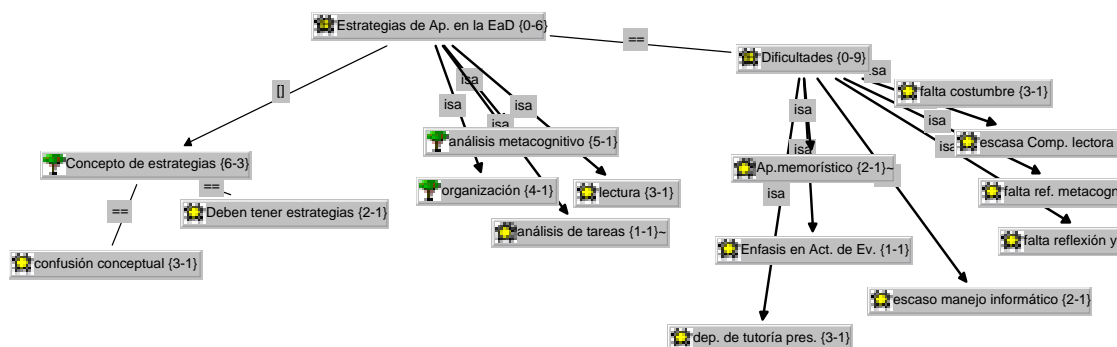 Estrategias de Ap. en la EaD {0-6}
==
Dificultades {0-9}
[]
isa
isa
isa
isa
falta costumbre {3-1}
isa
isa
isa
isa
isa
escasa Comp. lectora
análisis metacognitivo {5-1}
Concepto de estrategias {6-3}
Ap.memorístico {2-1}~
organización {4-1}
lectura {3-1}
falta ref. metacogn
==
==
isa
Deben tener estrategias {2-1}
análisis de tareas {1-1}~
Enfasis en Act. de Ev. {1-1}
falta reflexión y
confusión conceptual {3-1}
escaso manejo informático {2-1}
dep. de tutoría pres. {3-1}